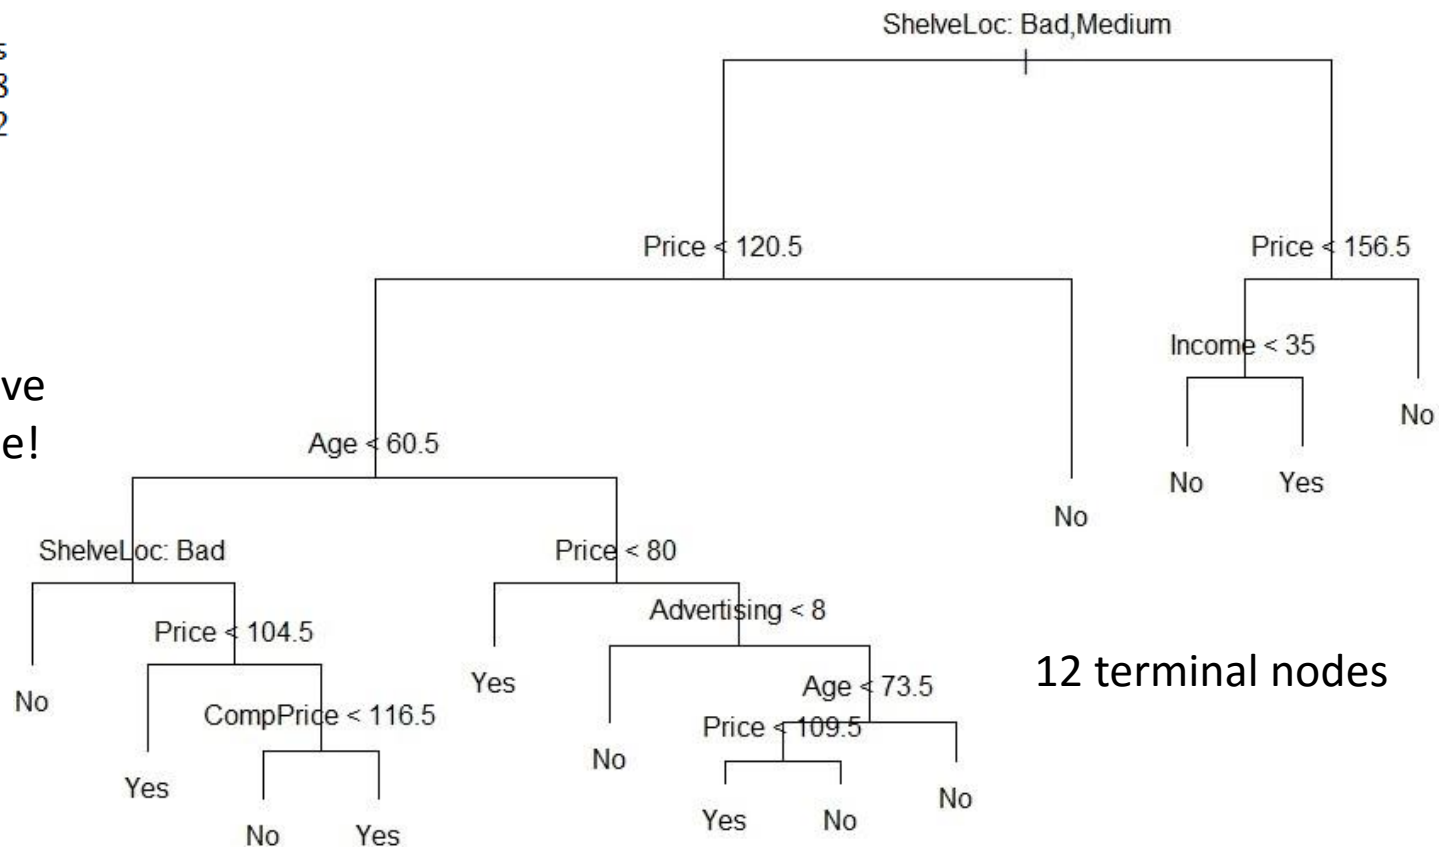 s
8
2
ve
e!
ShelveLoc: Bad,Medium
Price < 120.5
Price < 156.5
Income < 35
No
Age < 60.5
No
Yes
No
ShelveLoc: Bad
Price < 80
Advertising < 8
Price < 104.5
12 terminal nodes
Yes
Age < 73.5
No
CompPrice < 116.5
Price < 109.5
No
Yes
No
Yes
No
No
Yes